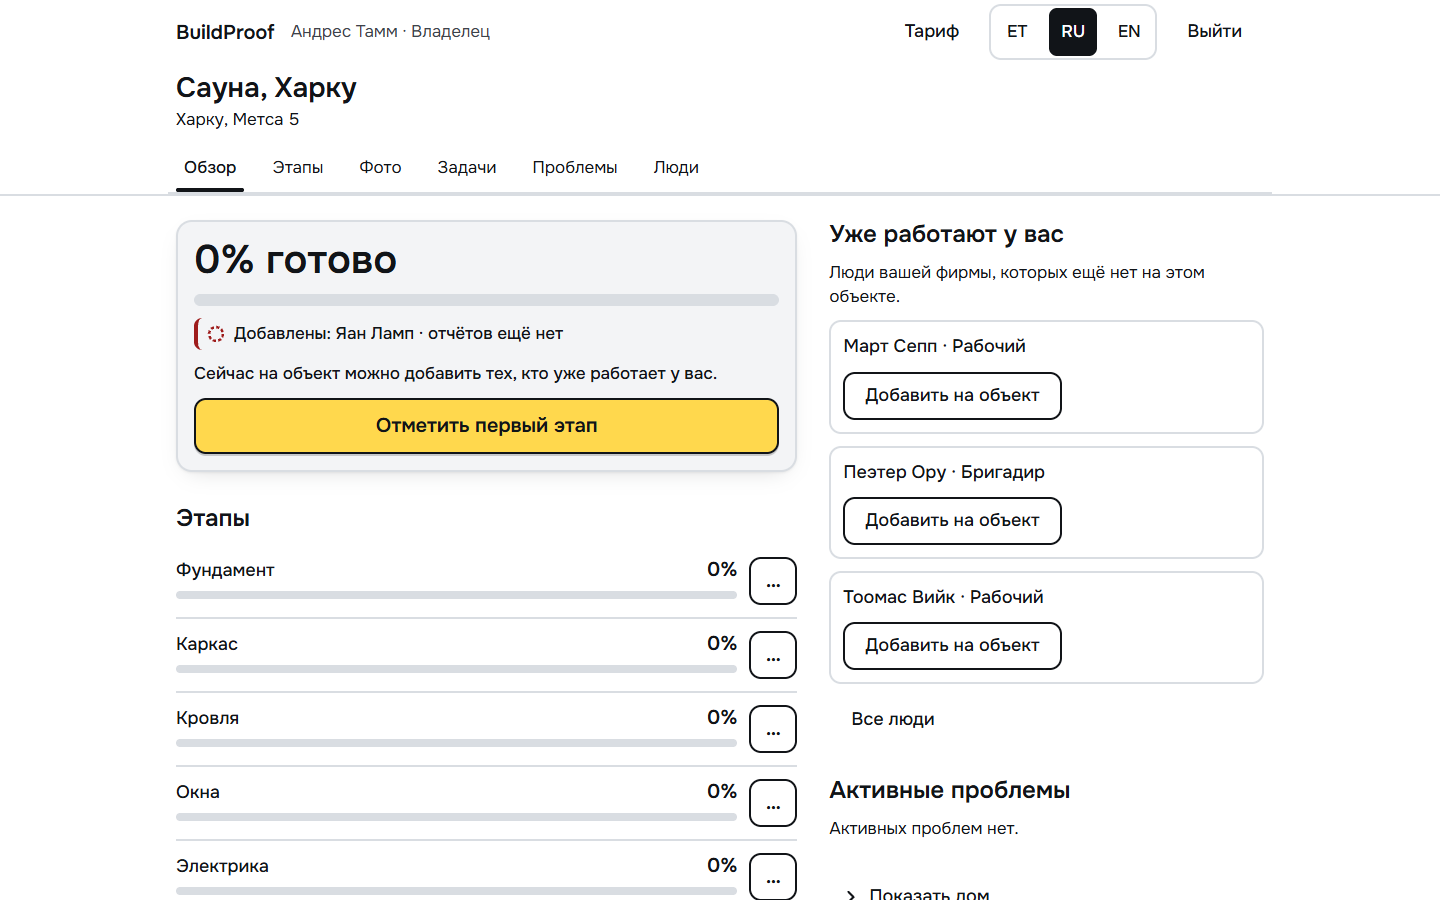 BuildProof Андрес Тамм · Владелец
Тариф ET RU EN Выйти
Сауна, Харку
Харку, Метса 5
Обзор Этапы Фото Задачи Проблемы Люди
0% готово
Добавлены: Яан Ламп · отчётов ещё нет
Сейчас на объект можно добавить тех, кто уже работает у вас.
Отметить первый этап
Этапы
Фундамент 0% ...
Каркас 0% ...
Кровля 0% ...
Окна 0% ...
Электрика 0% ...
Уже работают у вас
Люди вашей фирмы, которых ещё нет на этом
объекте.
Март Сепп · Рабочий
Добавить на объект
Пеэтер Ору · Бригадир
Добавить на объект
Тоомас Вийк · Рабочий
Добавить на объект
Все люди
Активные проблемы
Активных проблем нет.
Показать дом